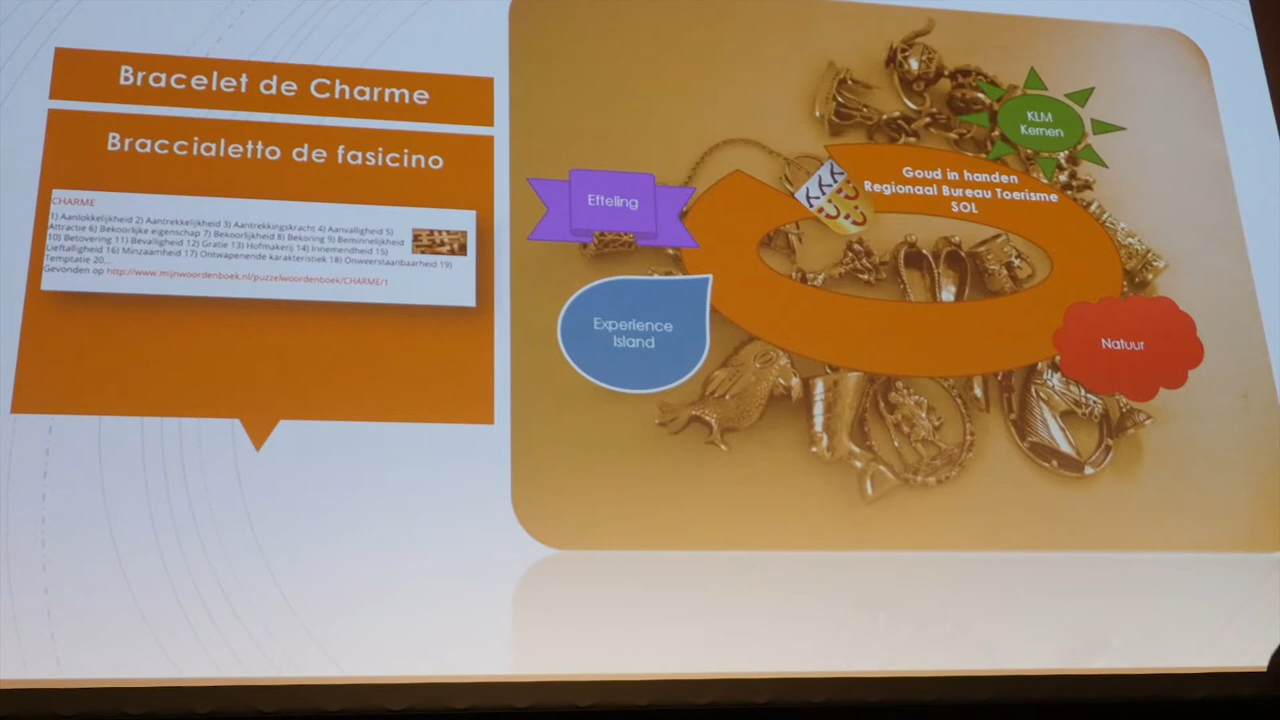 Bracelet de Charme
Braccialetto de fasicino
CHARME
1) Aanlokkelijkheid 2) Aantrekkelijkheid 3) Aantrekkingskracht 4) Aanvalligheid 5)
Attractie 6) Bekoorlijke eigenschap 7) Bekoorlijkheid 8) Bekoring 9) Beminnelijkheid
10) Betovering 11) Bevalligheid 12) Gratie 13) Hofmakerij 14) Innemendheid 15)
Lieftalligheid 16) Minzaamheid 17) Ontwapenende karakteristiek 18) Onweerstaanbaarheid 19)
Temptatie 20...
Gevonden op http://www.mijnwoordenboek.nl/puzzelwoordenboek/CHARME/1
KLM
Kernen
Goud in handen
Regionaal Bureau Toerisme
SOL
Efteling
Experience
Island
Natuur